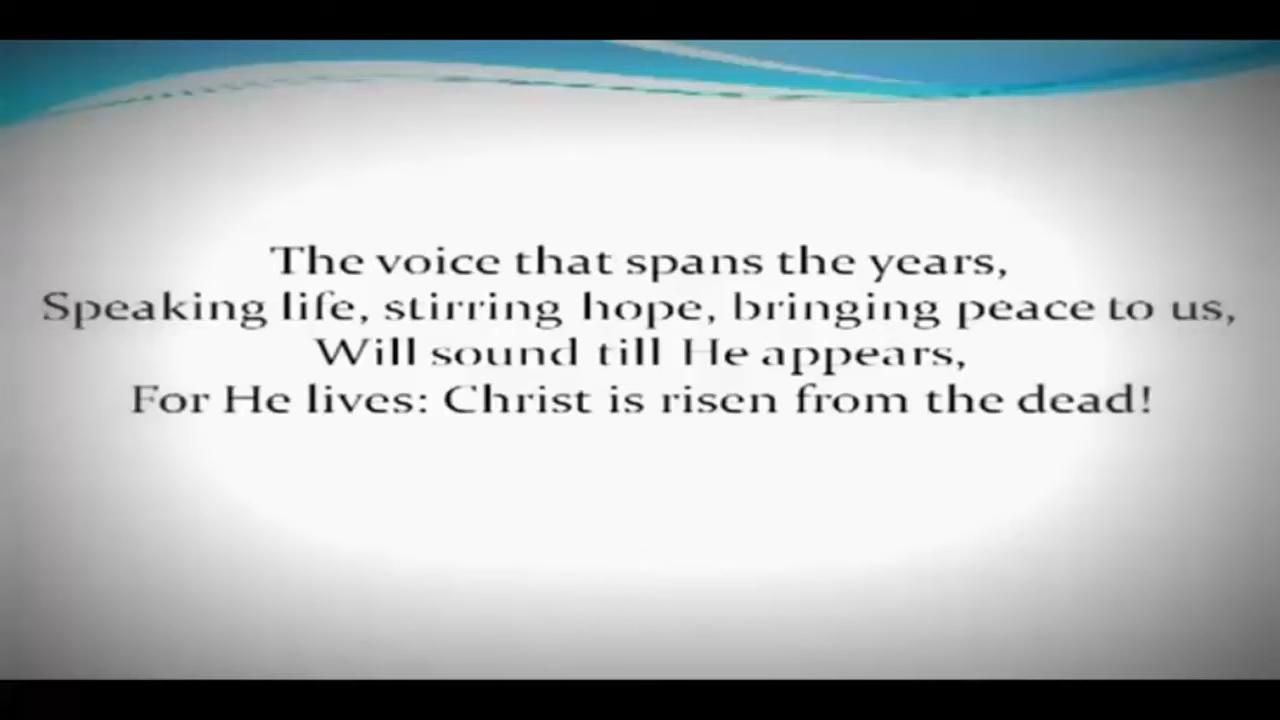 The voice that spans the years,
Speaking life, stirring hope, bringing peace to us,
Will sound till He appears,
For He lives: Christ is risen from the dead!